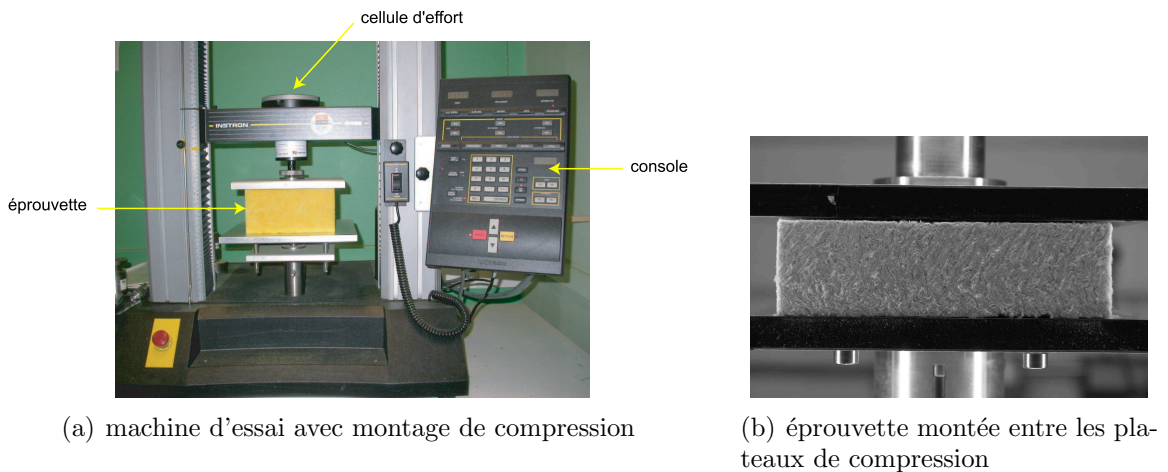 cellule d'effort
INSTRON
console
éprouvette
(a) machine d'essai avec montage de compression
(b) éprouvette montée entre les pla-
teaux de compression